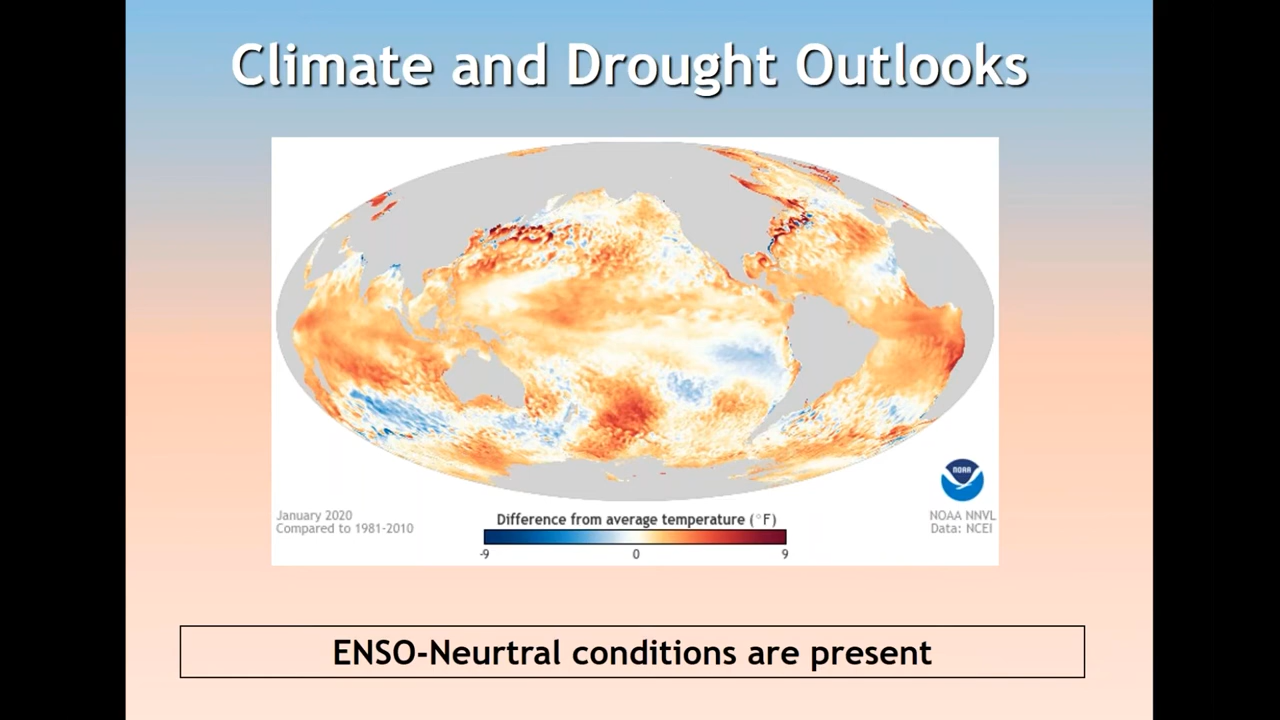 Climate and Drought Outlooks
NOAA
January 2020
Compared to 1981-2010
Difference from average temperature (°F)
-9 0 9
NOAA NNVL
Data: NCEI
ENSO-Neurtral conditions are present